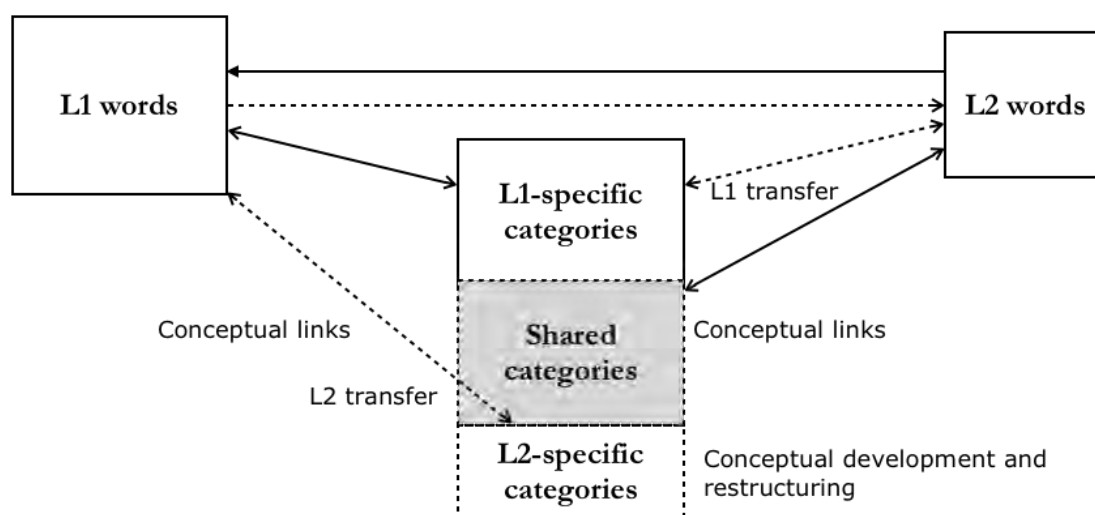 L1 words
L2 words
L1-specific
categories
L1 transfer
Conceptual links
Shared
categories
Conceptual links
L2 transfer
L2-specific
categories
Conceptual development and
restructuring